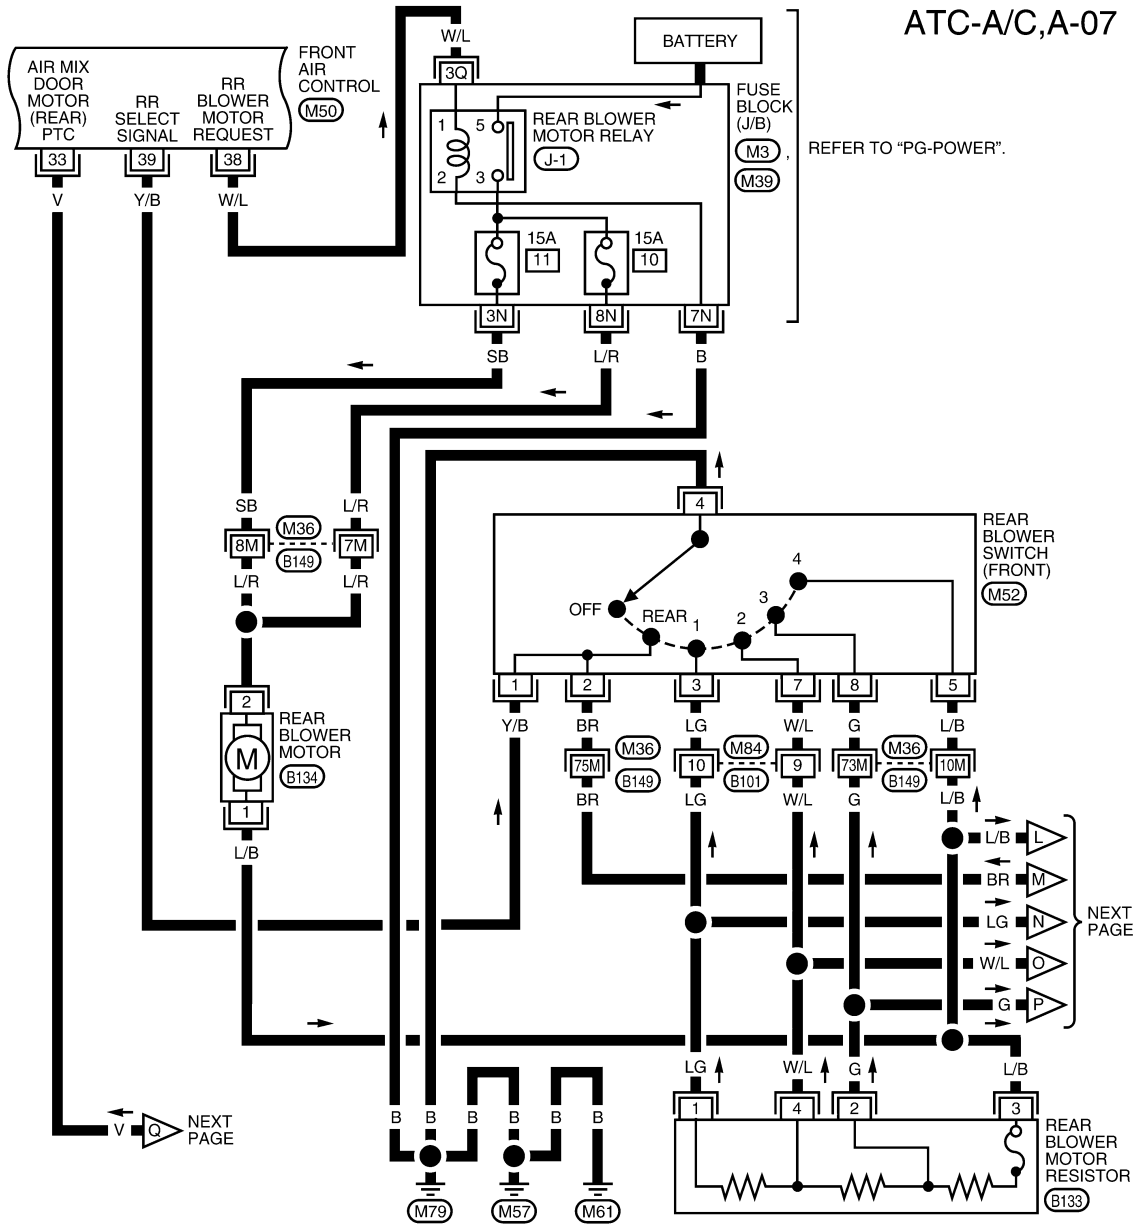 ATC-A/C,A-07
W/L
BATTERY
AIR MIX
DOOR
MOTOR
(REAR)
PTC
RR
SELECT
SIGNAL
RR
BLOWER
MOTOR
REQUEST
FRONT
AIR
CONTROL
M50
3Q
FUSE
BLOCK
(J/B)
M3 ,
M39
REFER TO “PG-POWER”.
1
5
2
3
REAR BLOWER
MOTOR RELAY
J-1
33
39
38
V
Y/B
W/L
15A
11
15A
10
3N
8N
7N
SB
L/R
B
SB
L/R
M36
8M
7M
B149
L/R
L/R
4
REAR
BLOWER
SWITCH
(FRONT)
M52
OFF
REAR
1
2
3
4
1
2
3
7
8
5
Y/B
BR
LG
W/L
G
L/B
75M
M36
B149
10
M84
B101
9
73M
M36
B149
10M
BR
LG
W/L
G
L/B
2
REAR
BLOWER
MOTOR
B134
M
1
L/B
L/B
L
BR
M
LG
N
W/L
O
G
P
NEXT
PAGE
LG
W/L
G
L/B
V
Q
NEXT
PAGE
B
B
B
B
B
B
M79
M57
M61
1
4
2
3
REAR
BLOWER
MOTOR
RESISTOR
B133